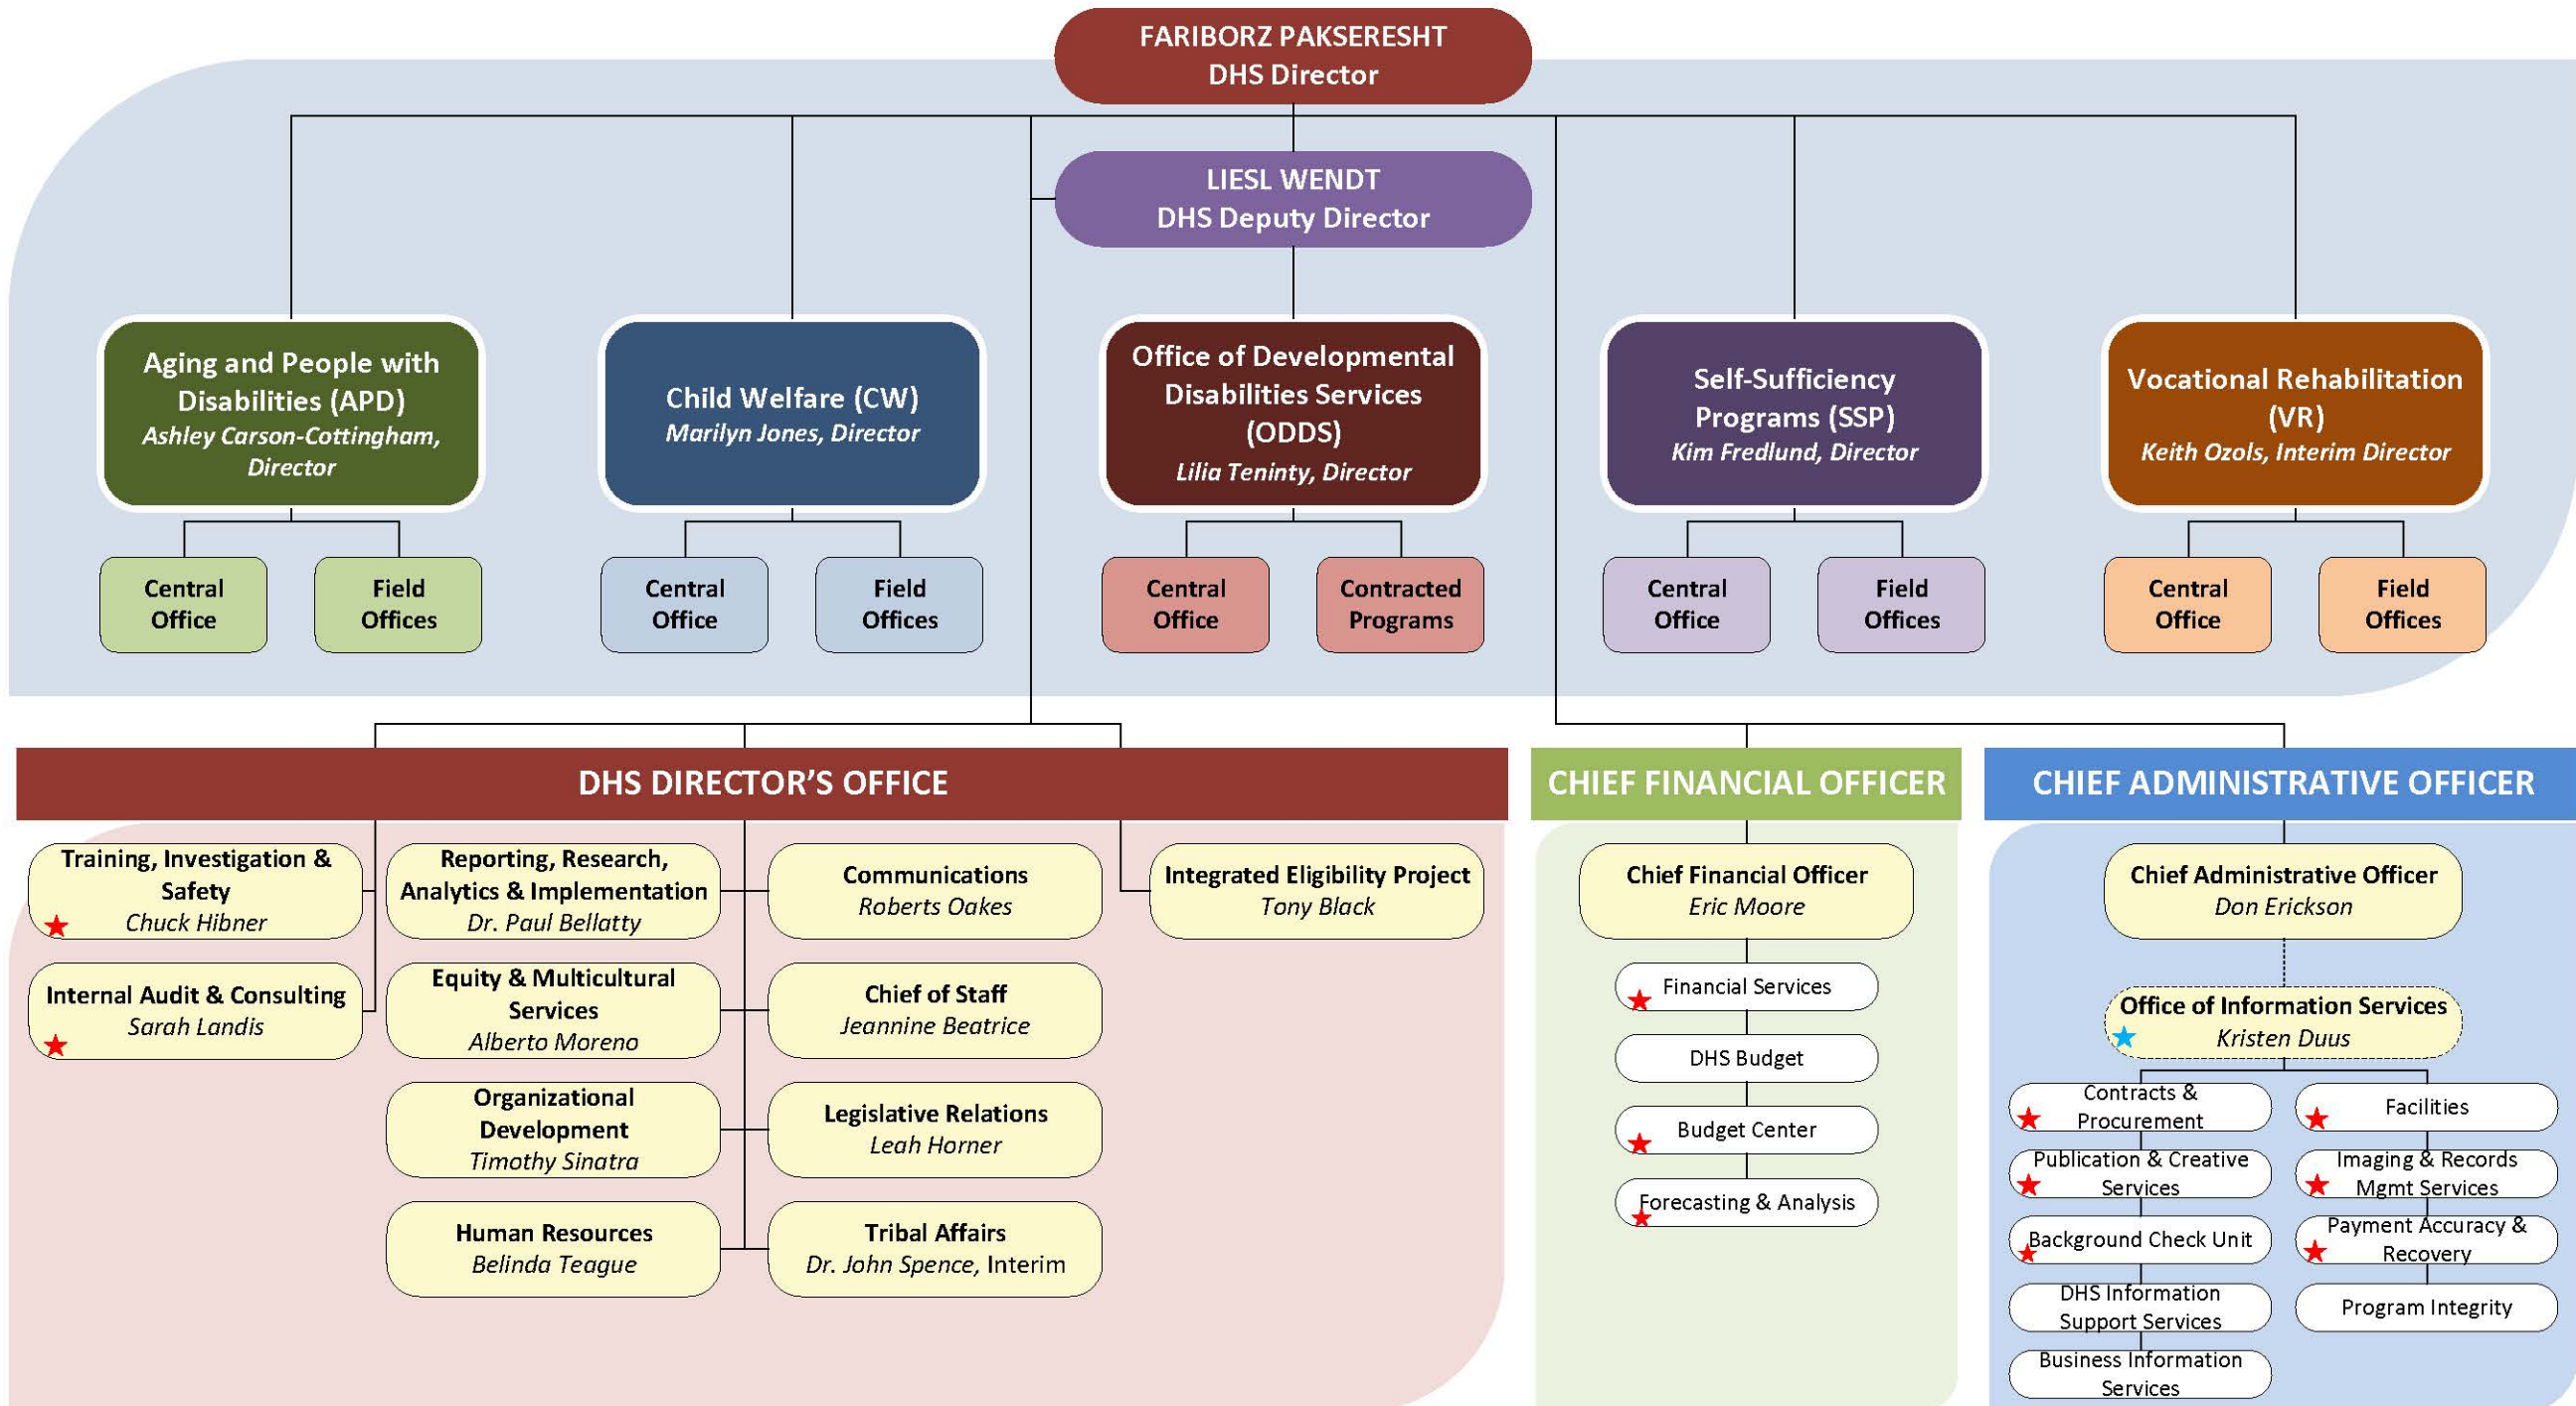 FARIBORZ PAKSERESHT
DHS Director
LIESL WENDT
DHS Deputy Director
Aging and People with
Disabilities (APD)
Ashley Carson-Cottingham,
Director
Child Welfare (CW)
Marilyn Jones, Director
Office of Developmental
Disabilities Services
(ODDS)
Lilia Teninty, Director
Self-Sufficiency
Programs (SSP)
Kim Fredlund, Director
Vocational Rehabilitation
(VR)
Keith Ozols, Interim Director
Central
Office
Field
Offices
Central
Office
Field
Offices
Central
Office
Contracted
Programs
Central
Office
Field
Offices
Central
Office
Field
Offices
DHS DIRECTOR’S OFFICE
Training, Investigation &
Safety
Chuck Hibner
Internal Audit & Consulting
Sarah Landis
Reporting, Research,
Analytics & Implementation
Dr. Paul Bellatty
Equity & Multicultural
Services
Alberto Moreno
Organizational
Development
Timothy Sinatra
Human Resources
Belinda Teague
Communications
Roberts Oakes
Chief of Staff
Jeannine Beatrice
Legislative Relations
Leah Horner
Tribal Affairs
Dr. John Spence, Interim
Integrated Eligibility Project
Tony Black
CHIEF FINANCIAL OFFICER
Chief Financial Officer
Eric Moore
Financial Services
DHS Budget
Budget Center
Forecasting & Analysis
CHIEF ADMINISTRATIVE OFFICER
Chief Administrative Officer
Don Erickson
Office of Information Services
Kristen Duus
Contracts &
Procurement
Publication & Creative
Services
Background Check Unit
DHS Information
Support Services
Business Information
Services
Facilities
Imaging & Records
Mgmt Services
Payment Accuracy &
Recovery
Program Integrity